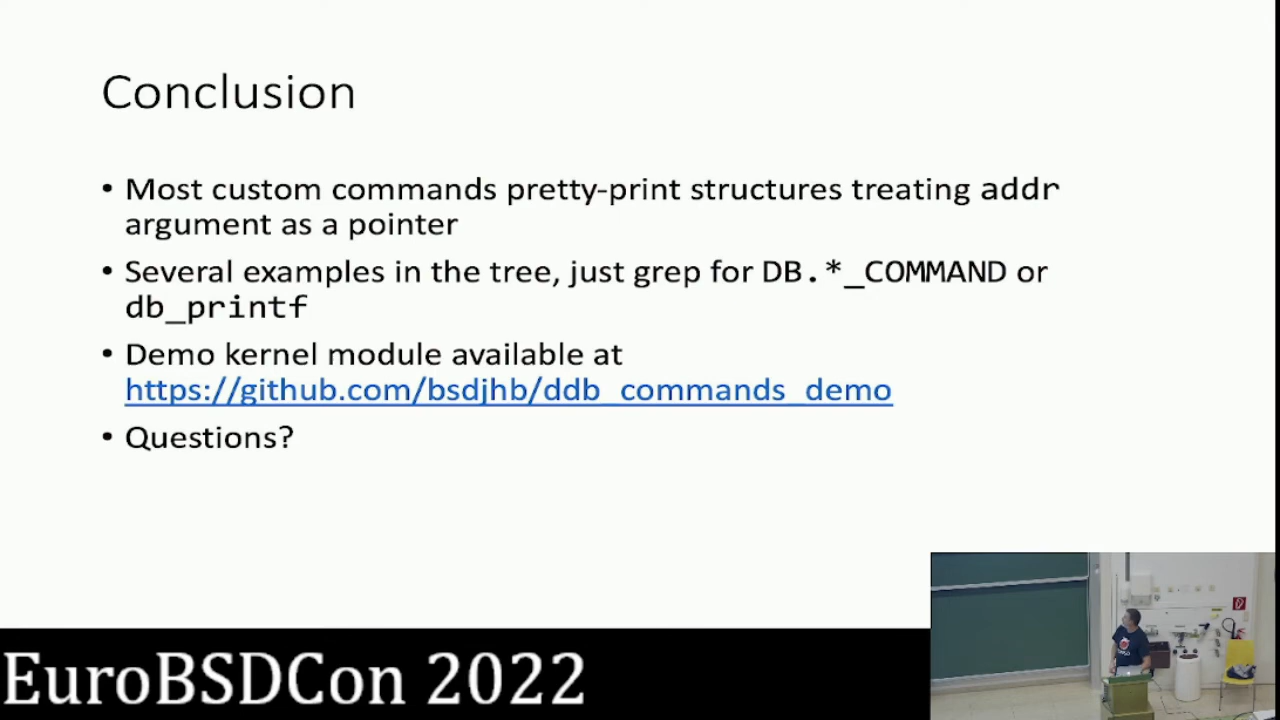 Conclusion
• Most custom commands pretty-print structures treating addr
argument as a pointer
• Several examples in the tree, just grep for DB.*_COMMAND or
db_printf
• Demo kernel module available at
https://github.com/bsdjhb/ddb_commands_demo
• Questions?
EuroBSDCon 2022